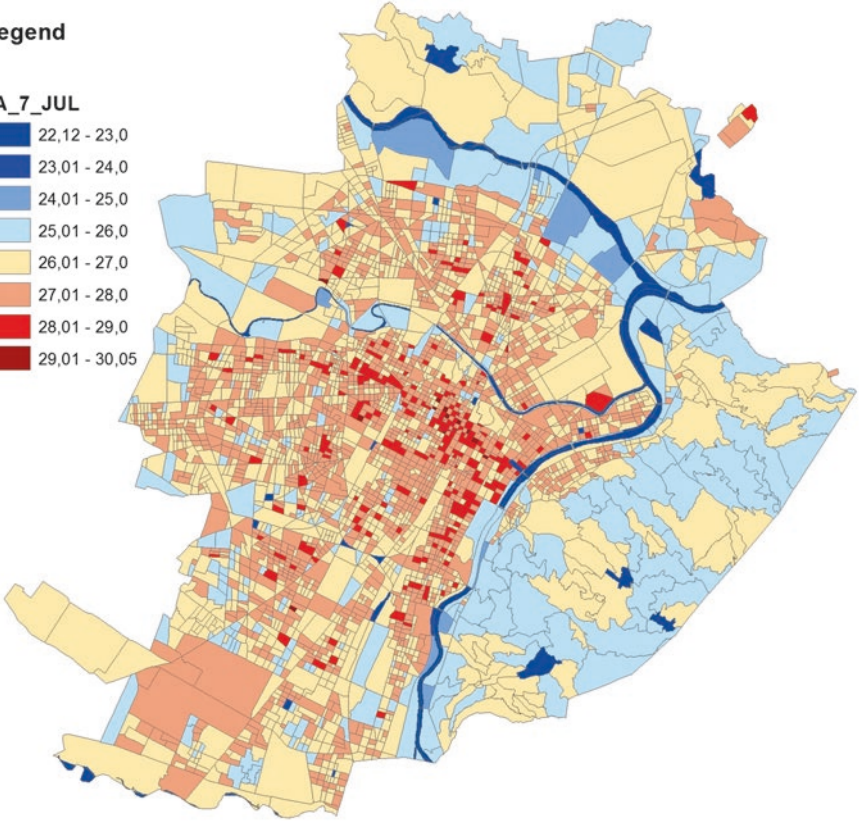 egend
A_7_JUL
22,12 - 23,0
23,01 - 24,0
24,01 - 25,0
25,01 - 26,0
26,01 - 27,0
27,01 - 28,0
28,01 - 29,0
29,01 - 30,05